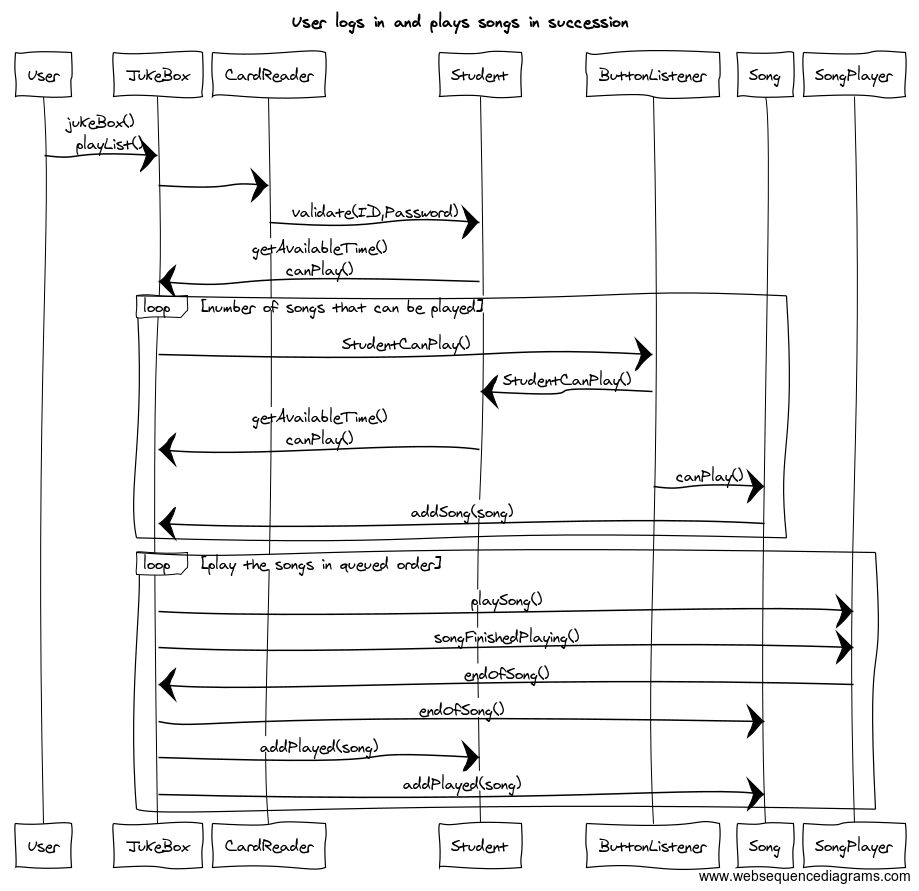 User logs in and plays songs in succession
User JukeBox CardReader Student ButtonListener Song SongPlayer
jukeBox()
playList()
validate(ID,Password)
getAvailableTime()
canPlay()
loop [number of songs that can be played]
StudentCanPlay()
StudentCanPlay()
getAvailableTime()
canPlay()
canPlay()
addSong(song)
loop [play the songs in queued order]
playSong()
songFinishedPlaying()
endOfSong()
endOfSong()
addPlayed(song)
addPlayed(song)
User JukeBox CardReader Student ButtonListener Song SongPlayer
www.websequencediagrams.com